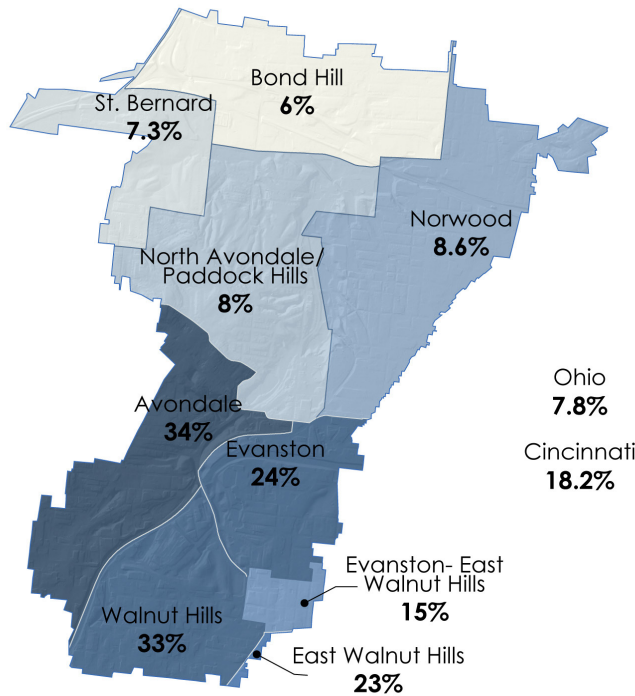 Bond Hill
6%
St. Bernard
7.3%
Norwood
8.6%
North Avondale/
Paddock Hills
8%
Ohio
7.8%
Avondale
34%
Evanston
24%
Cincinnati
18.2%
Evanston- East
Walnut Hills
15%
Walnut Hills
33%
East Walnut Hills
23%